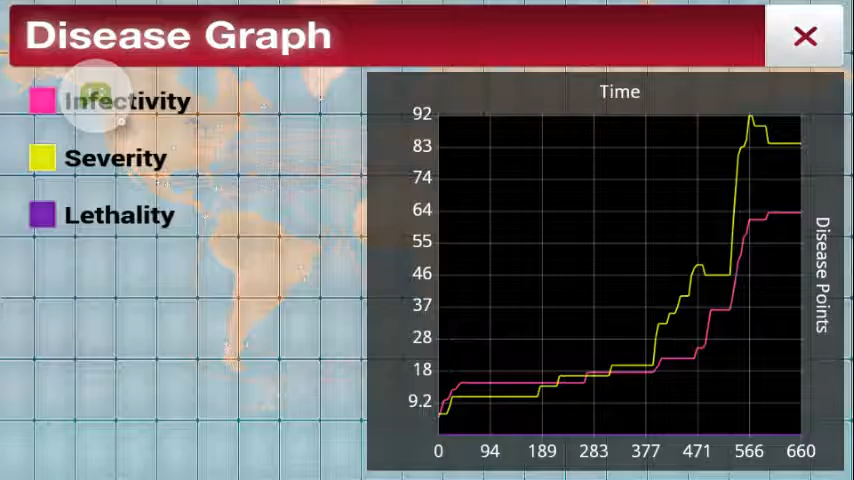 Disease Graph
Infectivity
Severity
Lethality
Time
92
83
74
64
55
46
37
28
18
9.2
0 94 189 283 377 471 566 660
Disease Points